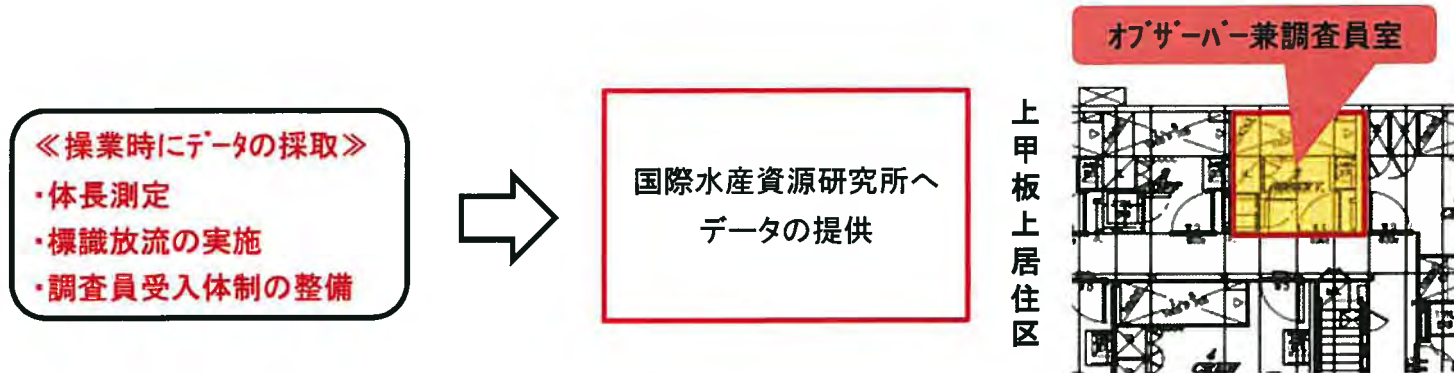 ≪操業時にデータの採取≫
・体長測定
・標識放流の実施
・調査員受入体制の整備
国際水産資源研究所へ
データの提供
上甲板上居住区
オブザーバー兼調査員室